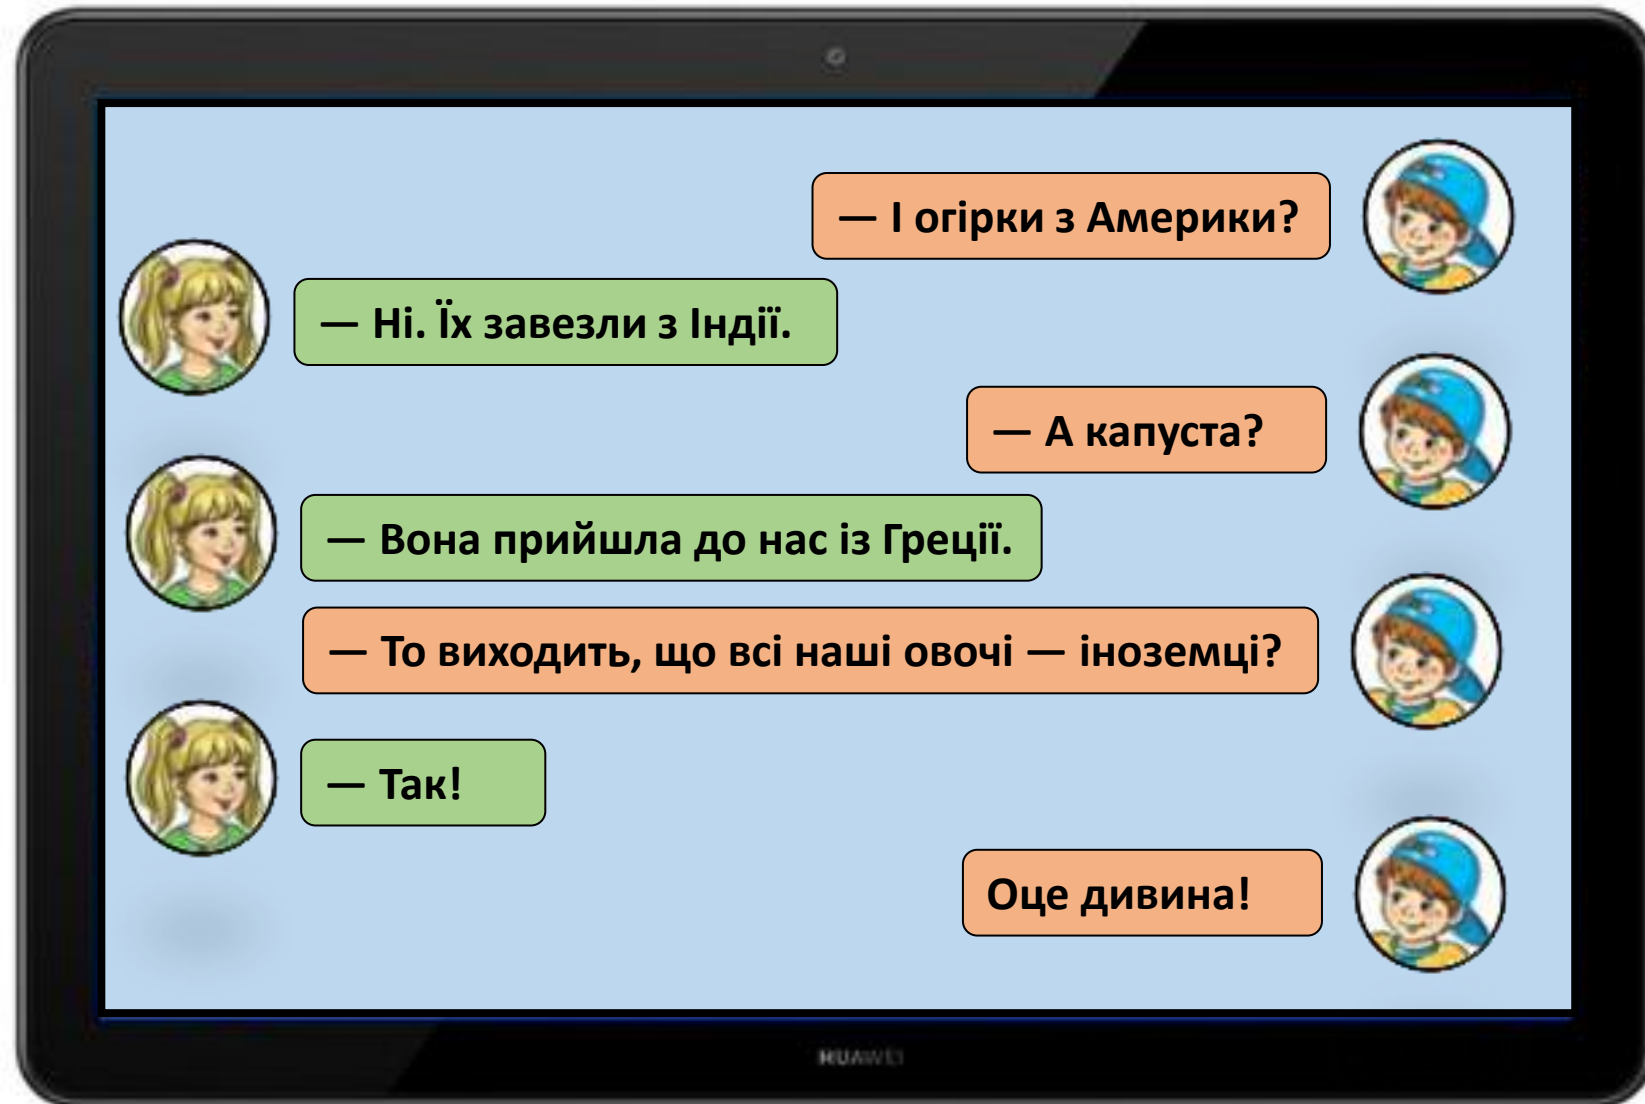 — І огірки з Америки?
— Ні. Їх завезли з Індії.
— А капуста?
— Вона прийшла до нас із Греції.
— То виходить, що всі наші овочі — іноземці?
— Так!
Оце дивина!
HUAWEI